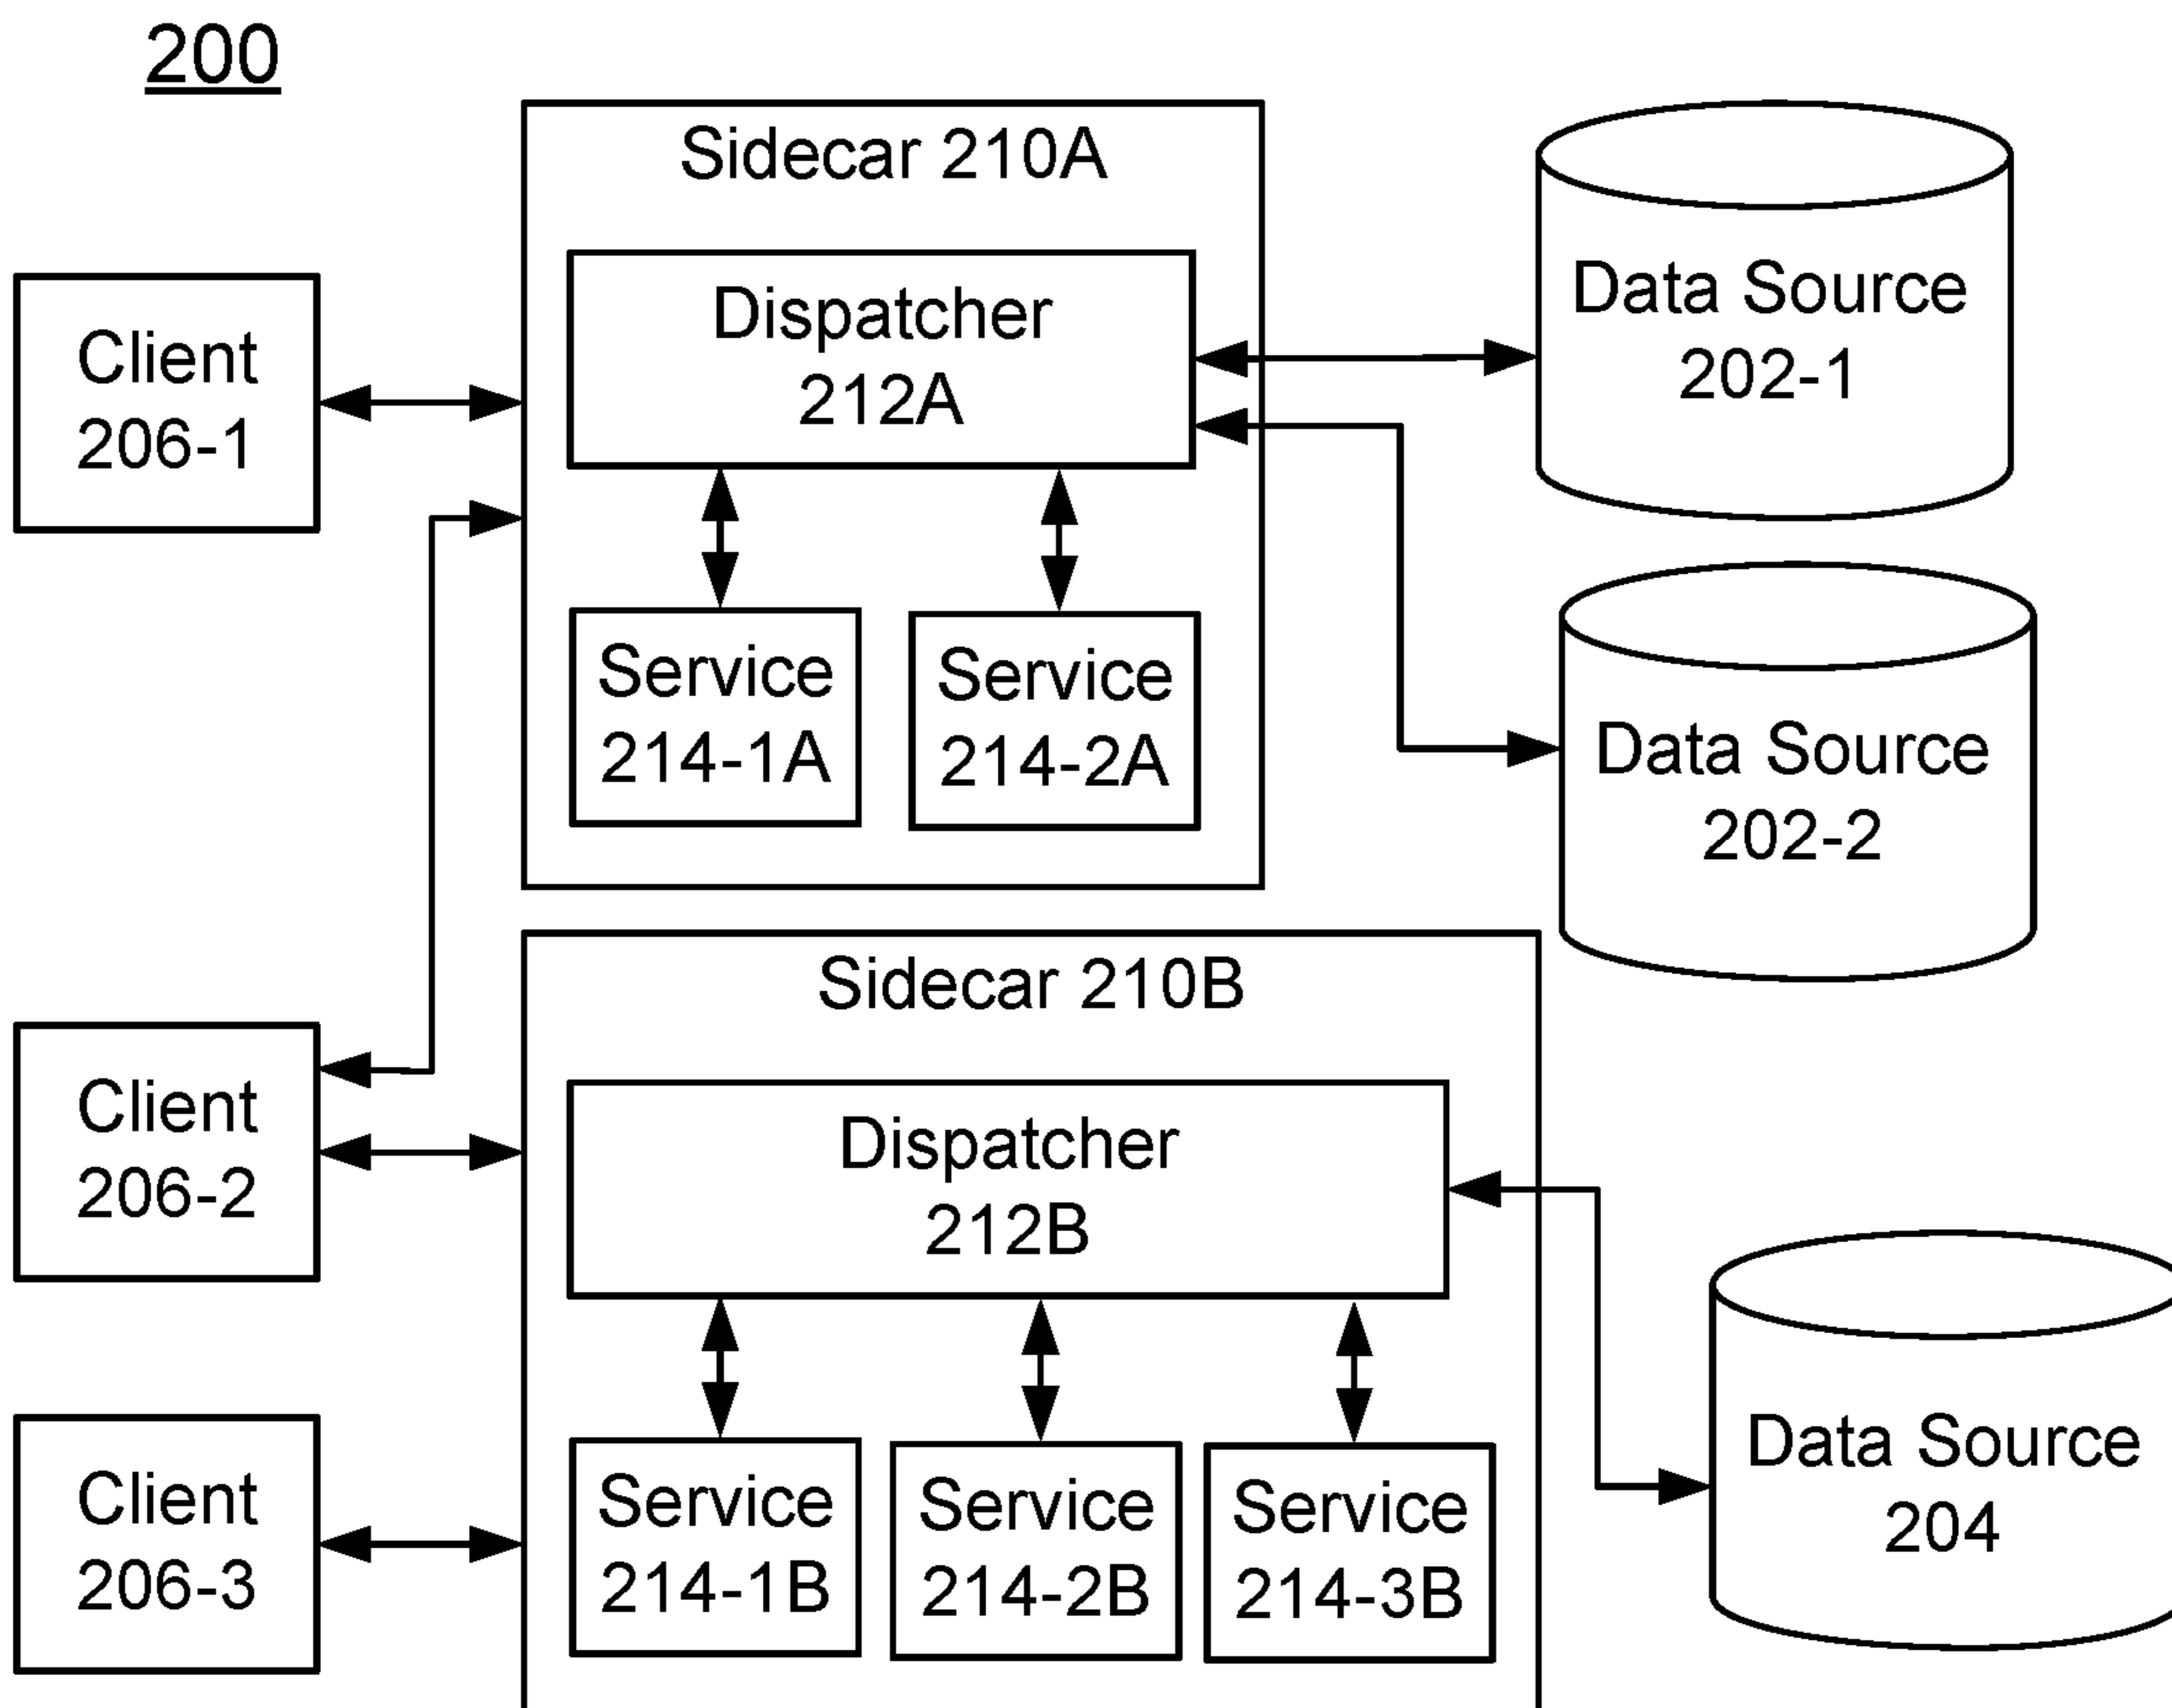 200
Sidecar 210A
Dispatcher
212A
Service
214-1A
Service
214-2A
Client
206-1
Data Source
202-1
Data Source
202-2
Client
206-2
Sidecar 210B
Dispatcher
212B
Service
214-1B
Service
214-2B
Service
214-3B
Client
206-3
Data Source
204